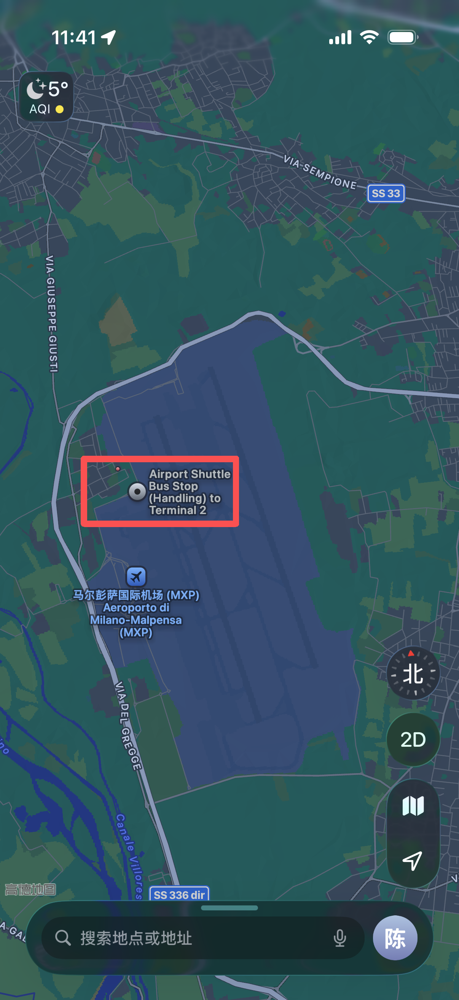 11:41
5°
AQI
VIA SEMPIONE
SS 33
VIA GIUSEPPE GIUSTI
Airport Shuttle
Bus Stop
(Handling) to
Terminal 2
马尔彭萨国际机场 (MXP)
Aeroporto di
Milano-Malpensa
(MXP)
北
VIA DEL GREGGE
2D
Canale Villores
高德地图
SS 336 dir
搜索地点或地址
陈